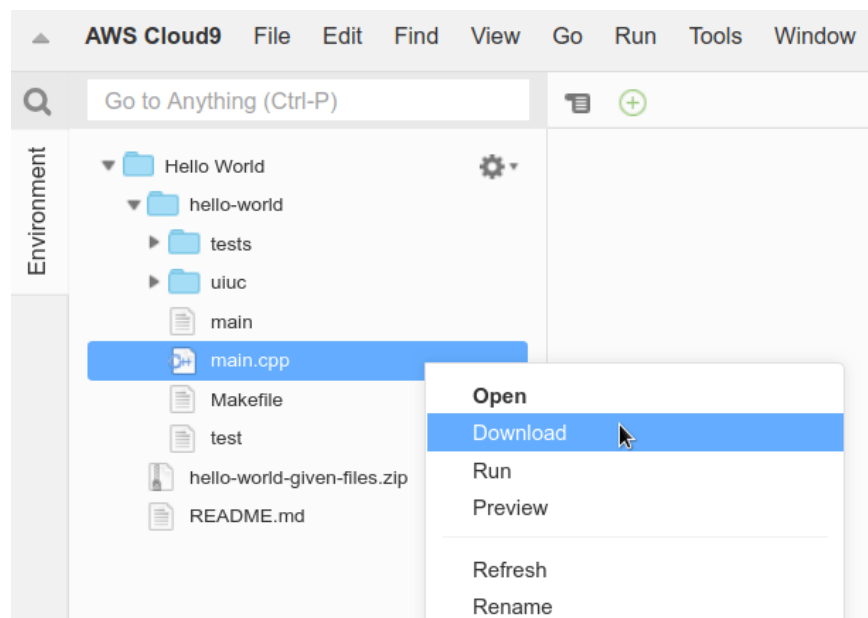 AWS Cloud9 File Edit Find View Go Run Tools Window
Go to Anything (Ctrl-P)
Environment
Hello World
hello-world
tests
uiuc
main
main.cpp
Makefile
test
hello-world-given-files.zip
README.md
Open
Download
Run
Preview
Refresh
Rename